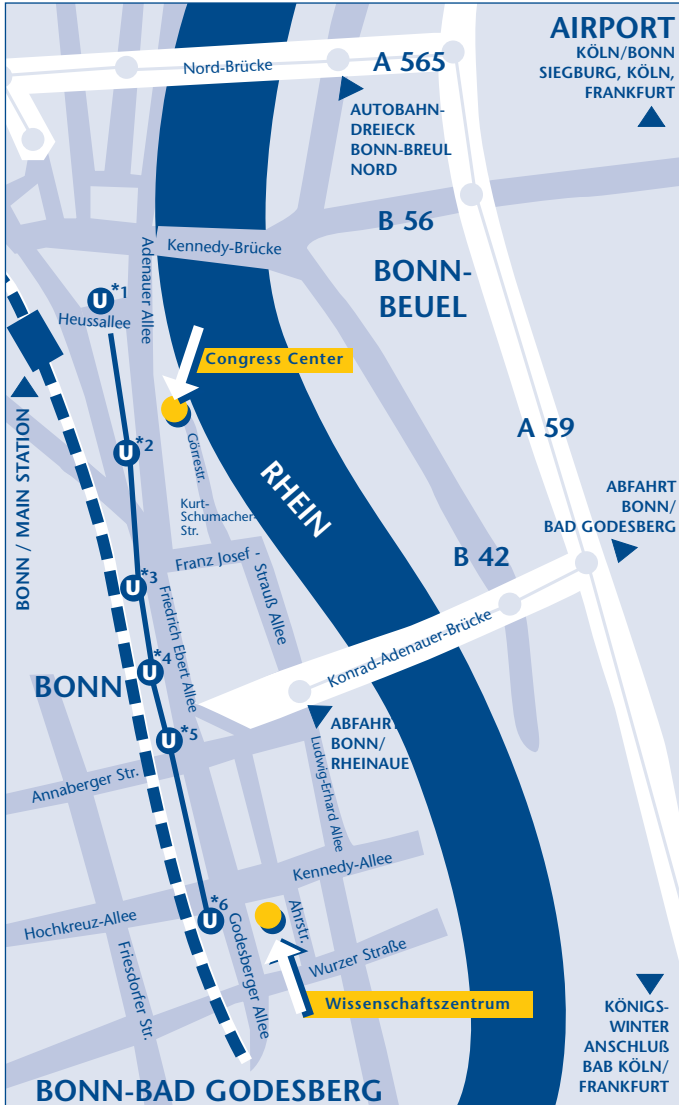 AIRPORT
KÖLN/BONN
SIEGBURG, KÖLN,
FRANKFURT
Nord-Brücke
A 565
AUTOBAHN-
DREIECK
BONN-BREUL
NORD
B 56
Adenauer Allee
Kennedy-Brücke
BONN-
BEUEL
U*1
Heussallee
Congress Center
BONN / MAIN STATION
U*2
Görrestr.
A 59
RHEIN
ABFAHRT
BONN/
BAD GODESBERG
Kurt-
Schumacher-
Str.
Franz Josef -
Strauß Allee
B 42
U*3
Friedrich Ebert Allee
Konrad-Adenauer-Brücke
U*4
BONN
U*5
ABFAHRT
BONN/
RHEINAUE
Ludwig-Erhard Allee
Annaberger Str.
Kennedy-Allee
U*6
Hochkreuz-Allee
Friesdorfer Str.
Godesberger Allee
Ahrstr.
Wurzer Straße
Wissenschaftszentrum
KÖNIGS-
WINTER
ANSCHLUß
BAB KÖLN/
FRANKFURT
BONN-BAD GODESBERG